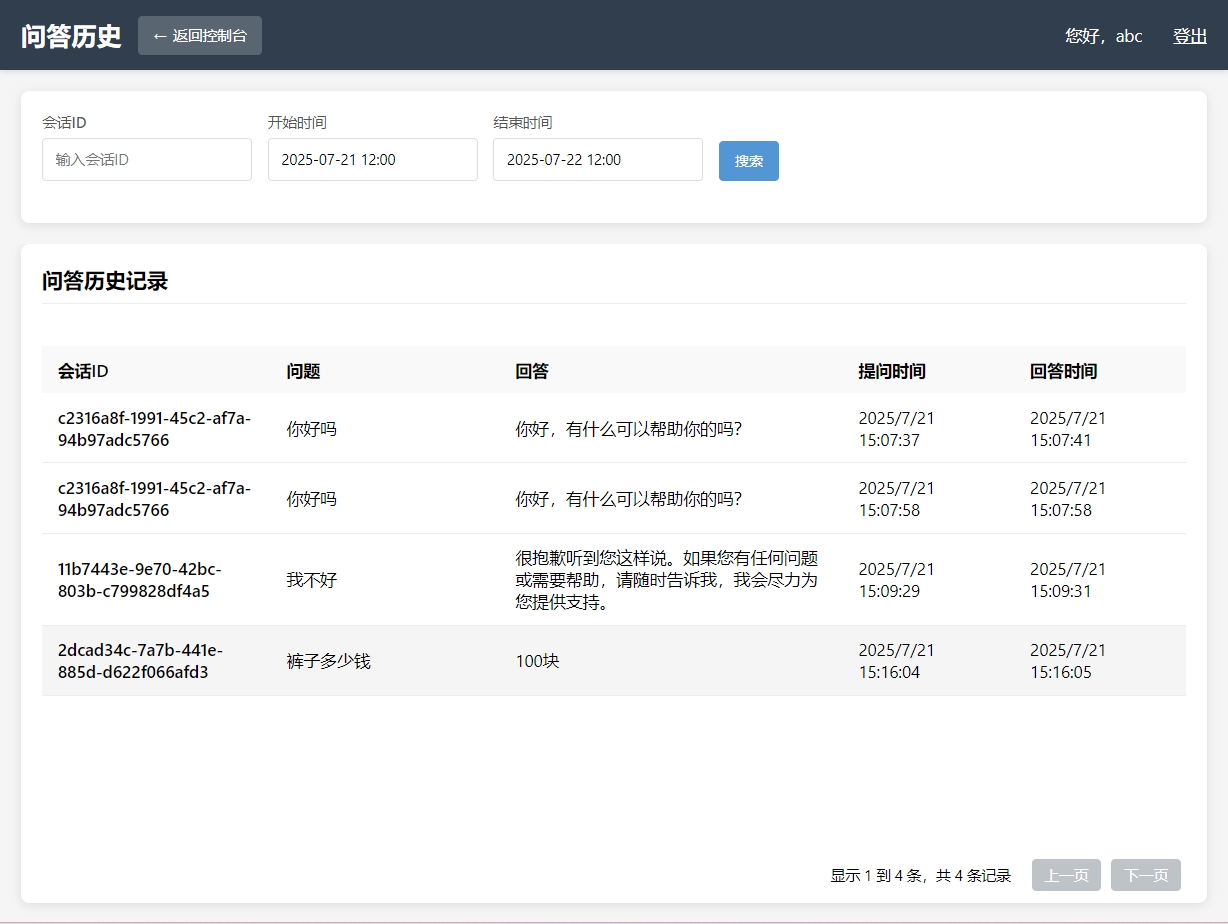 问答历史
← 返回控制台
您好，abc
登出
会话ID
开始时间
结束时间
输入会话ID
2025-07-21 12:00
2025-07-22 12:00
搜索
问答历史记录
会话ID 问题 回答 提问时间 回答时间
c2316a8f-1991-45c2-af7a-
94b97adc5766
你好吗
你好，有什么可以帮助你的吗？
2025/7/21
15:07:37
2025/7/21
15:07:41
c2316a8f-1991-45c2-af7a-
94b97adc5766
你好吗
你好，有什么可以帮助你的吗？
2025/7/21
15:07:58
2025/7/21
15:07:58
11b7443e-9e70-42bc-
803b-c799828df4a5
我不好
很抱歉听到您这样说。如果您有任何问题
或需要帮助，请随时告诉我，我会尽力为
您提供支持。
2025/7/21
15:09:29
2025/7/21
15:09:31
2dcad34c-7a7b-441e-
885d-d622f066afd3
裤子多少钱
100块
2025/7/21
15:16:04
2025/7/21
15:16:05
显示 1 到 4 条，共 4 条记录
上一页
下一页